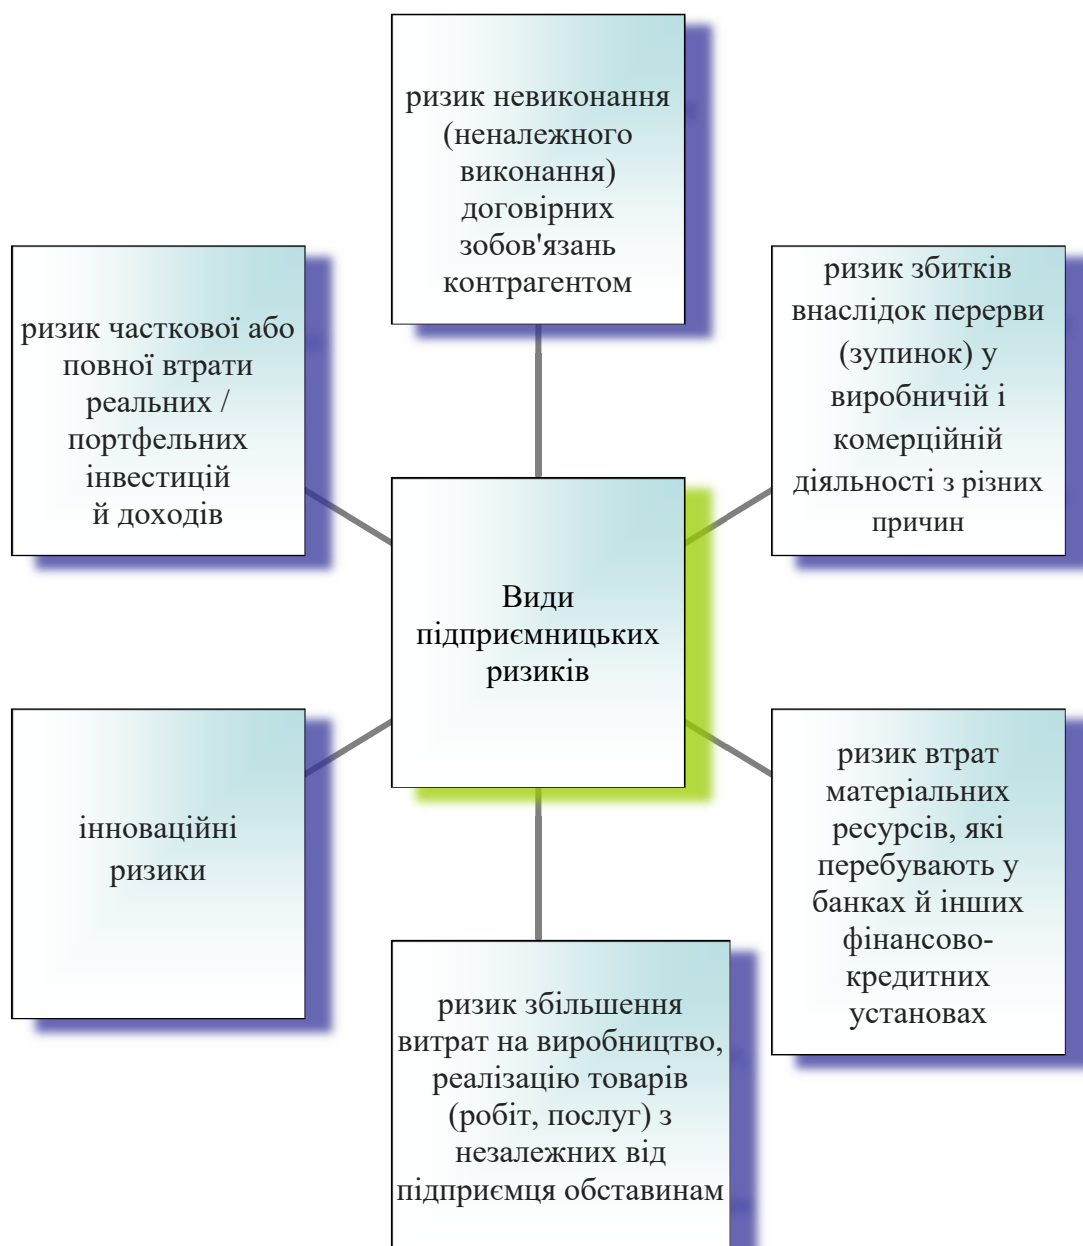 ризик невиконання
(неналежного
виконання)
договірних
зобов'язань
контрагентом
ризик збитків
внаслідок перерви
(зупинок) у
виробничій і
комерційній
діяльності з різних
причин
ризик часткової або
повної втрати
реальних /
портфельних
інвестицій
й доходів
Види
підприємницьких
ризиків
інноваційні
ризики
ризик втрат
матеріальних
ресурсів, які
перебувають у
банках й інших
фінансово-
кредитних
установах
ризик збільшення
витрат на виробництво,
реалізацію товарів
(робіт, послуг) з
незалежних від
підприємця обставинам